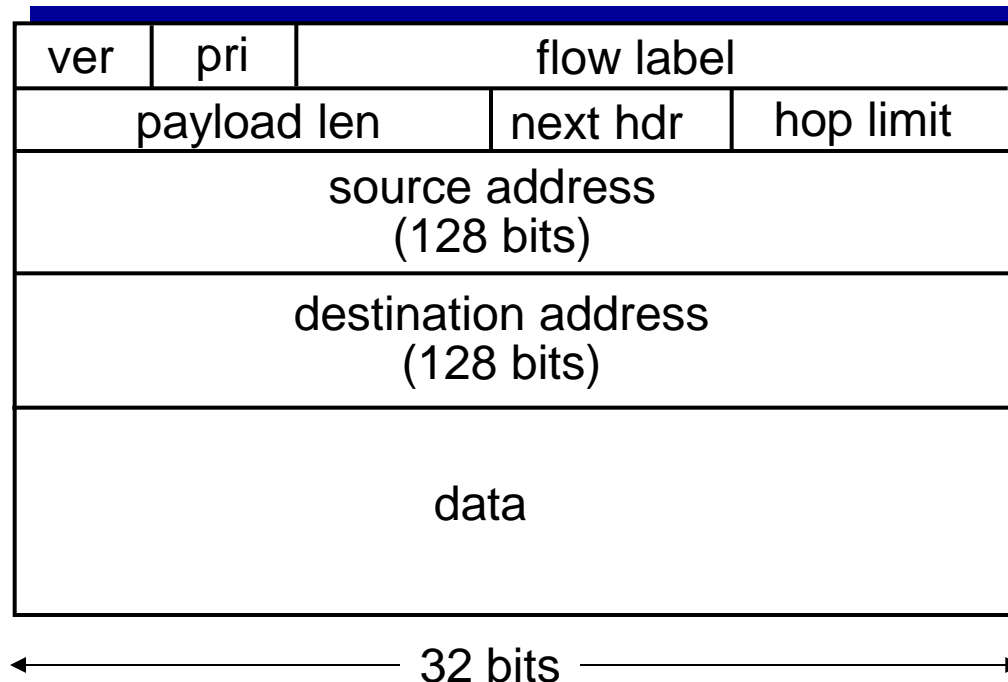 ver pri flow label
payload len next hdr hop limit
source address
(128 bits)
destination address
(128 bits)
data
32 bits